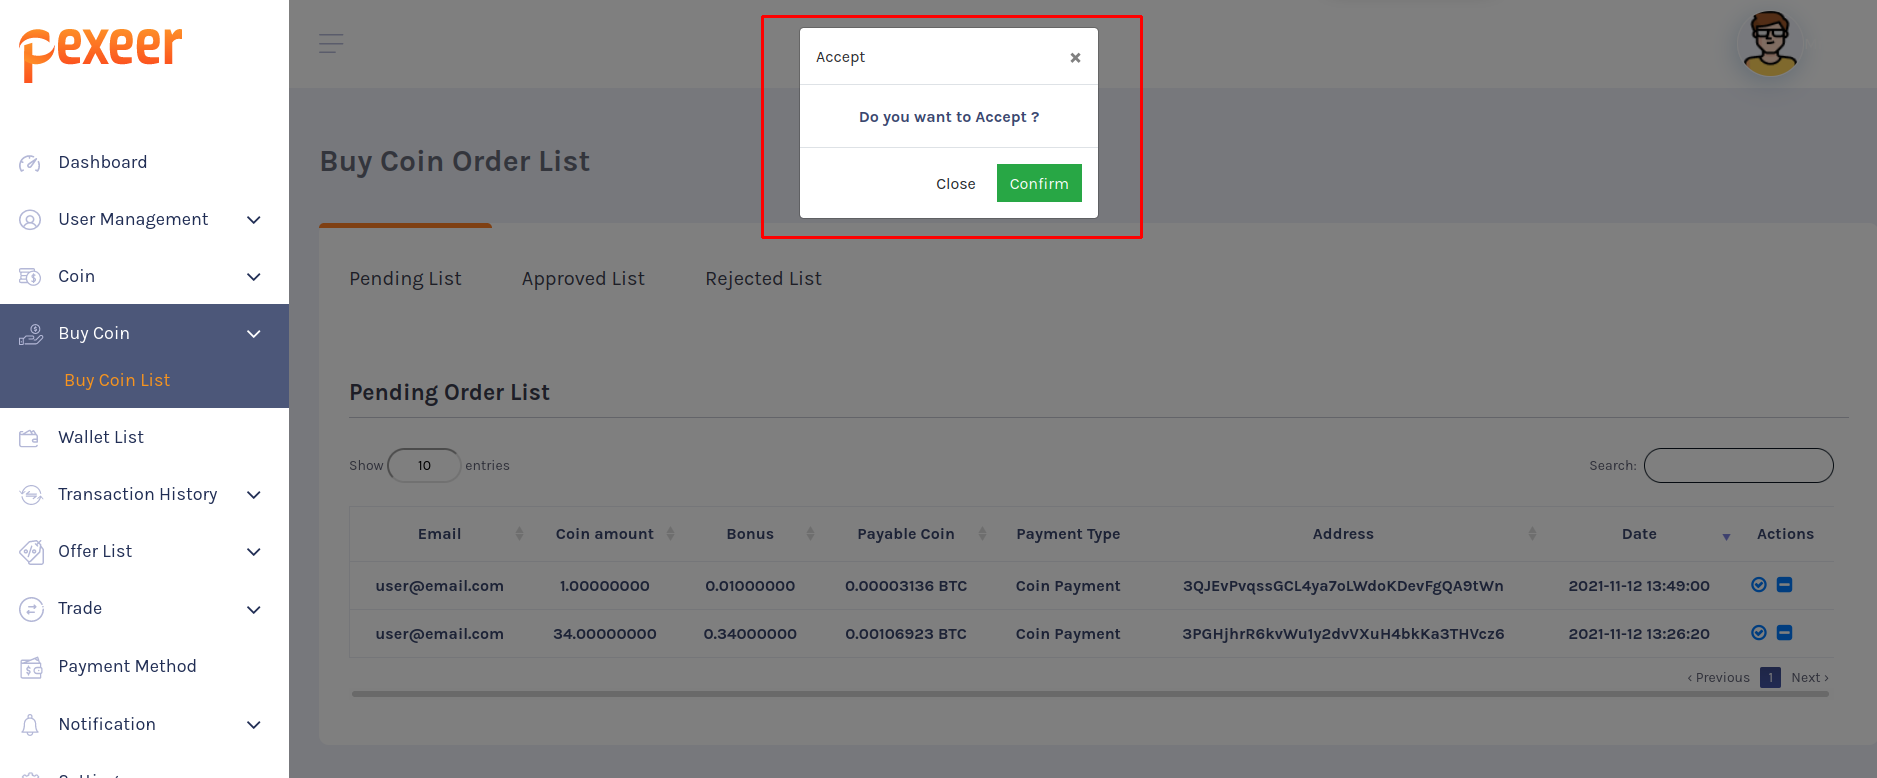 pexeer
Dashboard
User Management
Coin
Buy Coin
Buy Coin List
Wallet List
Transaction History
Offer List
Trade
Payment Method
Notification
Accept ×
Do you want to Accept ?
Close Confirm
Buy Coin Order List
Pending List Approved List Rejected List
Pending Order List
Show 10 entries Search:
Email Coin amount Bonus Payable Coin Payment Type Address Date Actions
user@email.com 1.00000000 0.01000000 0.00003136 BTC Coin Payment 3QJEvPvqssGCL4ya7oLWdoKDevFgQA9tWn 2021-11-12 13:49:00
user@email.com 34.00000000 0.34000000 0.00106923 BTC Coin Payment 3PGHjhrR6kvWu1y2dvVXuH4bkKa3THVcz6 2021-11-12 13:26:20
‹ Previous 1 Next ›